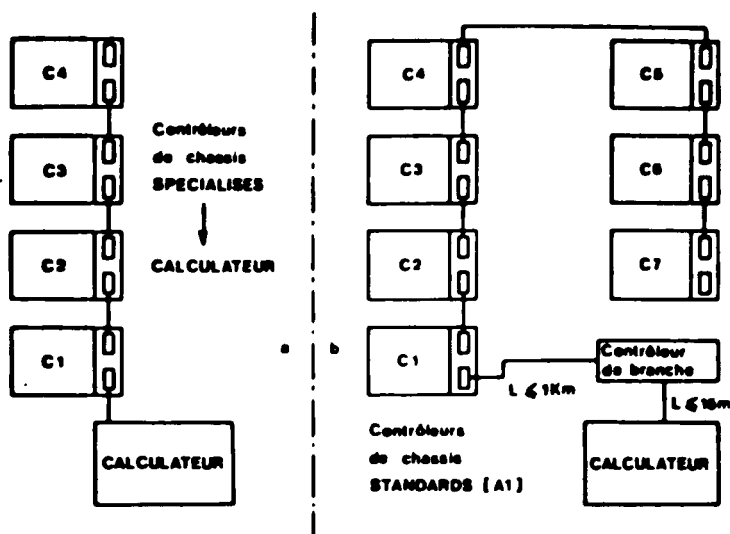 C4
C3
C2
C1
Contrôleurs
de chassis
SPECIALISES
CALCULATEUR
CALCULATEUR
a
b
C4
C3
C2
C1
C5
C6
C7
Contrôleur
de branche
L ⩽ 1Km
L ⩽ 15m
CALCULATEUR
Contrôleurs
de chassis
STANDARDS [A1]